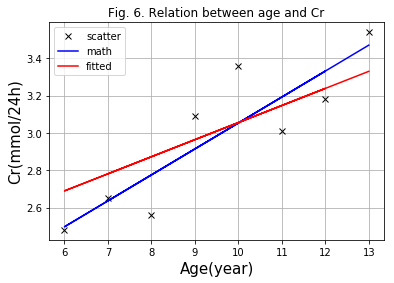 Fig. 6. Relation between age and Cr
scatter
math
fitted
Cr(mmol/24h)
3.4
3.2
3.0
2.8
2.6
6 7 8 9 10 11 12 13
Age(year)